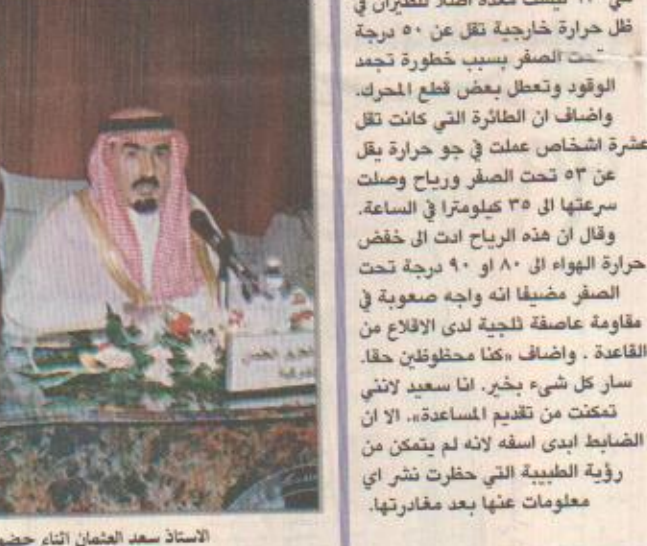 ظل حرارة خارجية تقل عن ٥٠ درجة
تحت الصفر بسبب خطورة تجمد
الوقود وتعطل بعض قطع المحرك.
واضاف ان الطائرة التي كانت تقل
عشرة اشخاص عملت في جو حرارة يقل
عن ٥٣ تحت الصفر ورياح وصلت
سرعتها الى ٣٥ كيلومترا في الساعة.
وقال ان هذه الرياح ادت الى خفض
حرارة الهواء الى ٨٠ او ٩٠ درجة تحت
الصفر مضيفا انه واجه صعوبة في
مقاومة عاصفة ثلجية لدى الاقلاع من
القاعدة . واضاف «كنا محظوظين حقا.
سار كل شيء بخير. انا سعيد لانني
تمكنت من تقديم المساعدة». الا ان
الضابط ابدى اسفه لانه لم يتمكن من
رؤية الطبيبة التي حظرت نشر اي
معلومات عنها بعد مغادرتها.
الاستاذ سعد العثمان اثناء